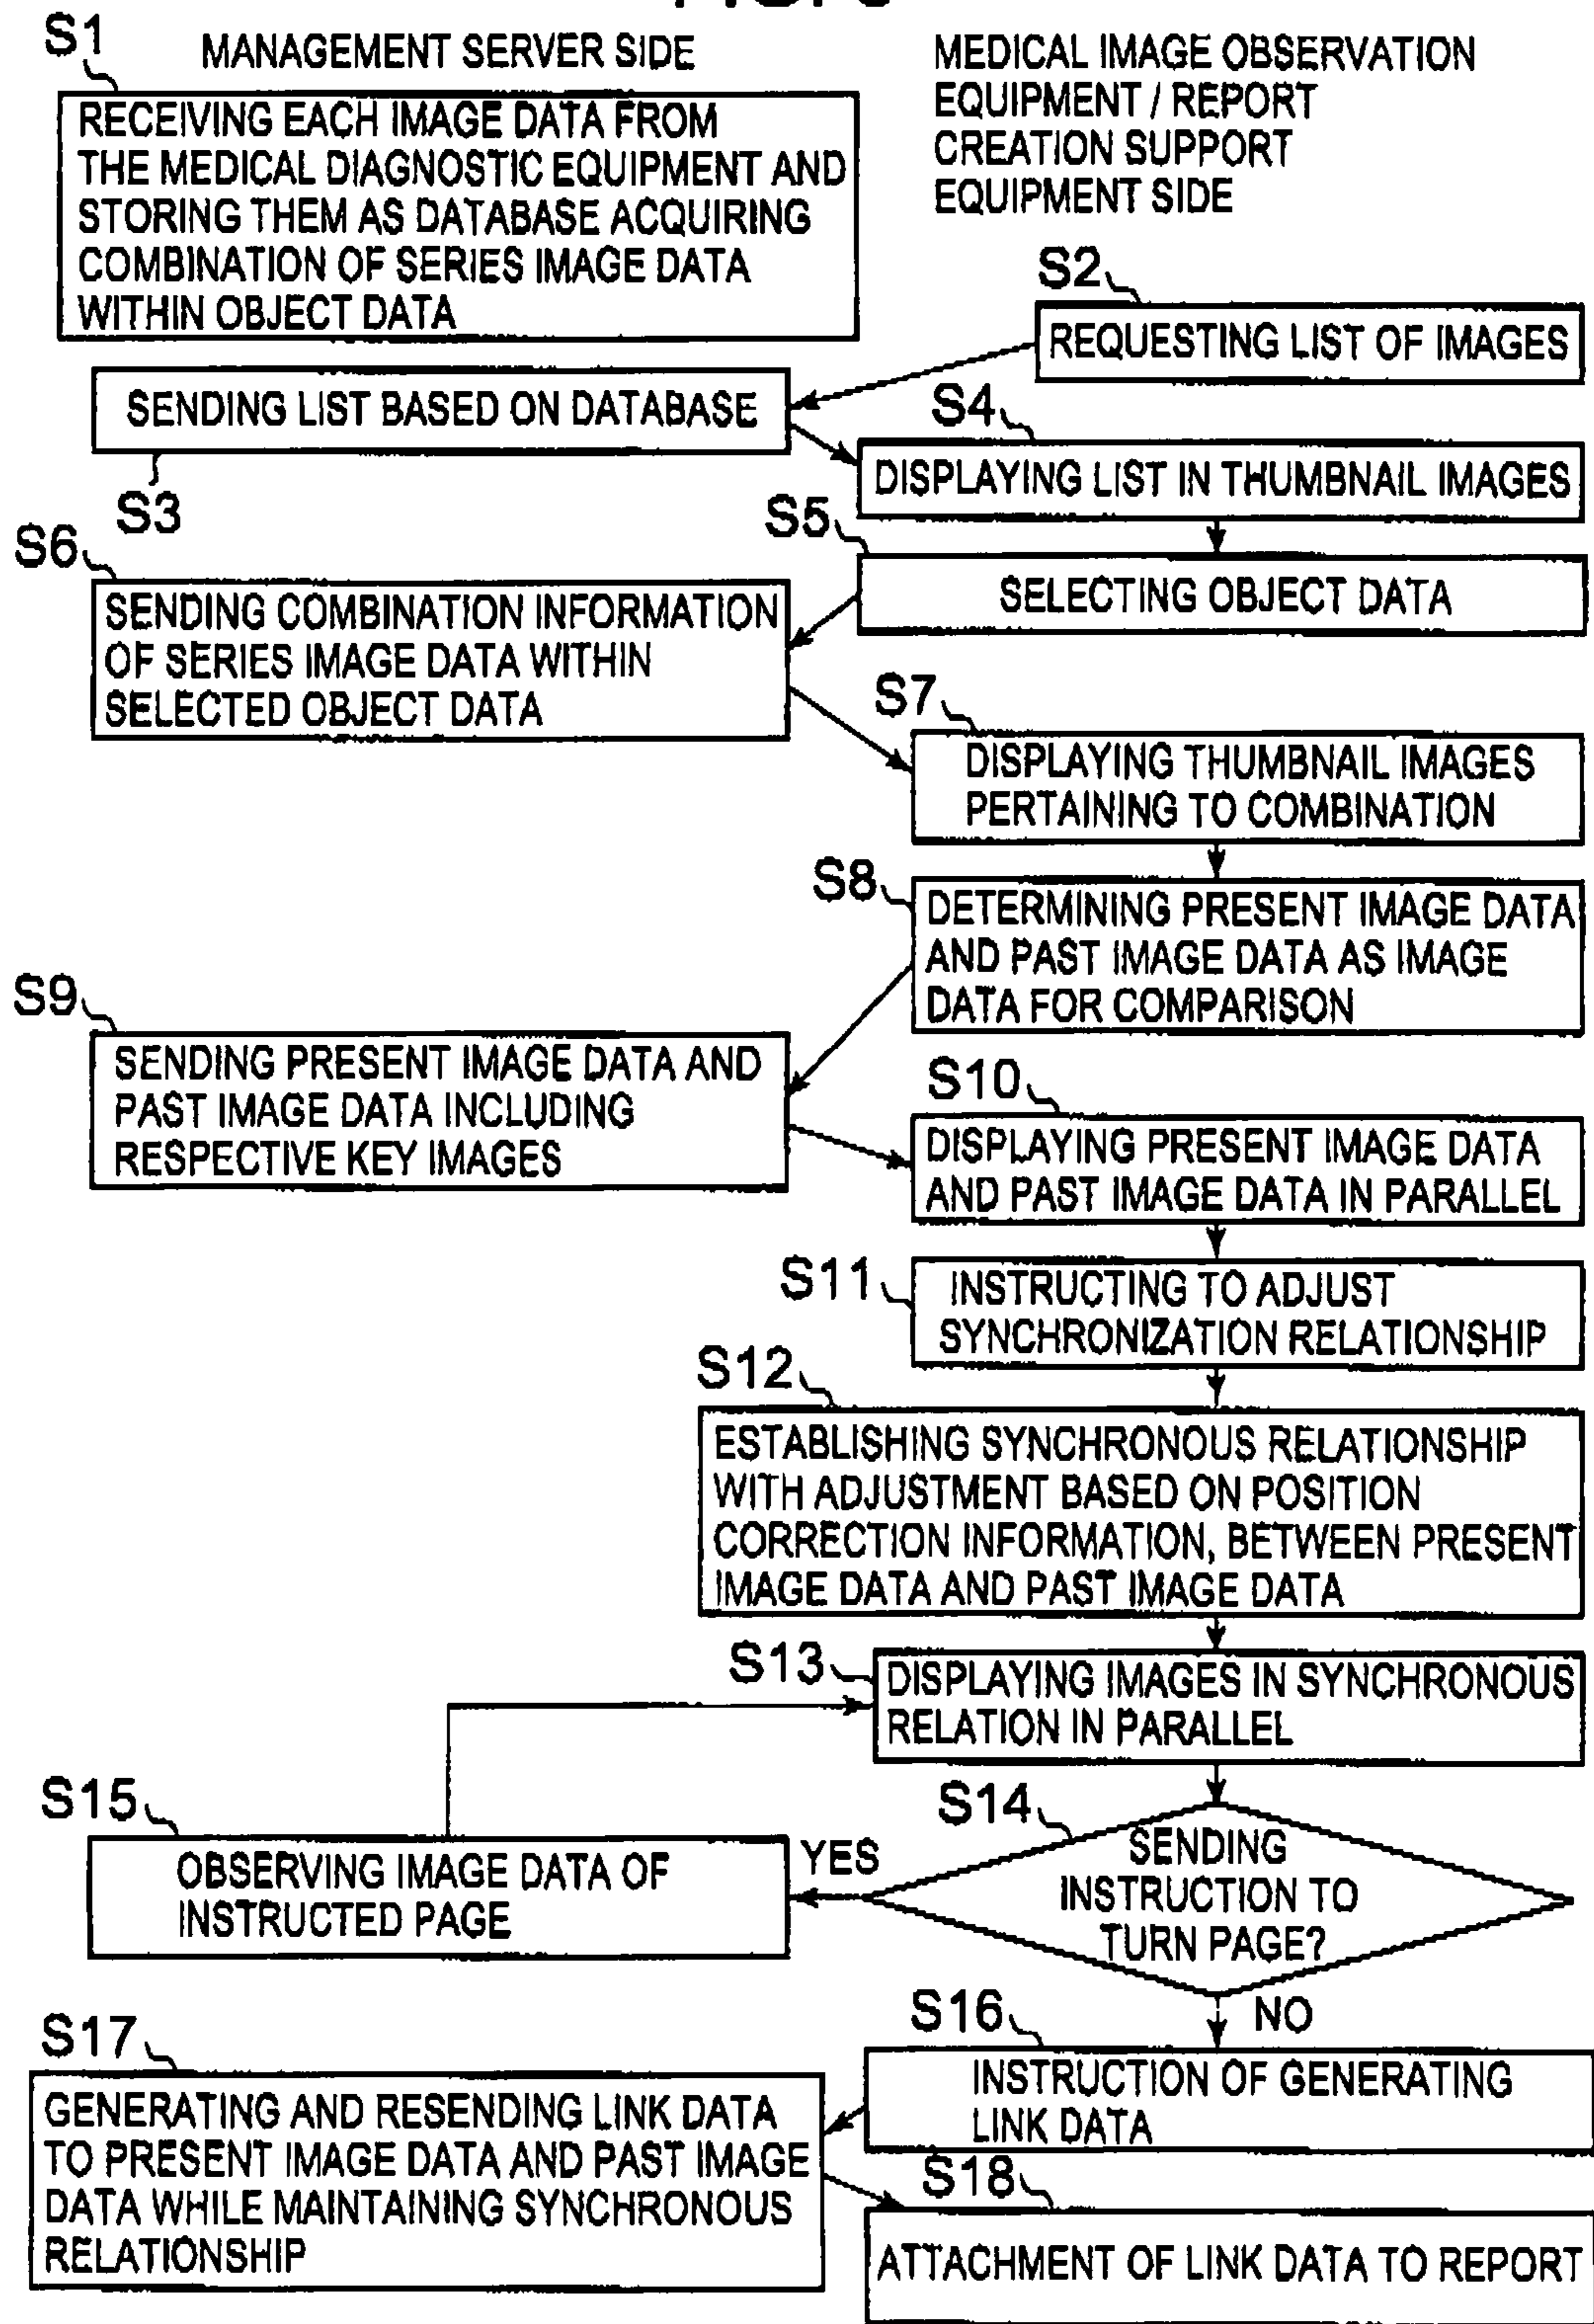 S1
MANAGEMENT SERVER SIDE
MEDICAL IMAGE OBSERVATION
EQUIPMENT / REPORT
CREATION SUPPORT
EQUIPMENT SIDE
RECEIVING EACH IMAGE DATA FROM
THE MEDICAL DIAGNOSTIC EQUIPMENT AND
STORING THEM AS DATABASE ACQUIRING
COMBINATION OF SERIES IMAGE DATA
WITHIN OBJECT DATA
S2
REQUESTING LIST OF IMAGES
SENDING LIST BASED ON DATABASE
S3
S4
DISPLAYING LIST IN THUMBNAIL IMAGES
S5
SELECTING OBJECT DATA
S6
SENDING COMBINATION INFORMATION
OF SERIES IMAGE DATA WITHIN
SELECTED OBJECT DATA
S7
DISPLAYING THUMBNAIL IMAGES
PERTAINING TO COMBINATION
S8
DETERMINING PRESENT IMAGE DATA
AND PAST IMAGE DATA AS IMAGE
DATA FOR COMPARISON
S9
SENDING PRESENT IMAGE DATA AND
PAST IMAGE DATA INCLUDING
RESPECTIVE KEY IMAGES
S10
DISPLAYING PRESENT IMAGE DATA
AND PAST IMAGE DATA IN PARALLEL
S11
INSTRUCTING TO ADJUST
SYNCHRONIZATION RELATIONSHIP
S12
ESTABLISHING SYNCHRONOUS RELATIONSHIP
WITH ADJUSTMENT BASED ON POSITION
CORRECTION INFORMATION, BETWEEN PRESENT
IMAGE DATA AND PAST IMAGE DATA
S13
DISPLAYING IMAGES IN SYNCHRONOUS
RELATION IN PARALLEL
S14
SENDING
INSTRUCTION TO
TURN PAGE?
YES
S15
OBSERVING IMAGE DATA OF
INSTRUCTED PAGE
NO
S16
INSTRUCTION OF GENERATING
LINK DATA
S17
GENERATING AND RESENDING LINK DATA
TO PRESENT IMAGE DATA AND PAST IMAGE
DATA WHILE MAINTAINING SYNCHRONOUS
RELATIONSHIP
S18
ATTACHMENT OF LINK DATA TO REPORT